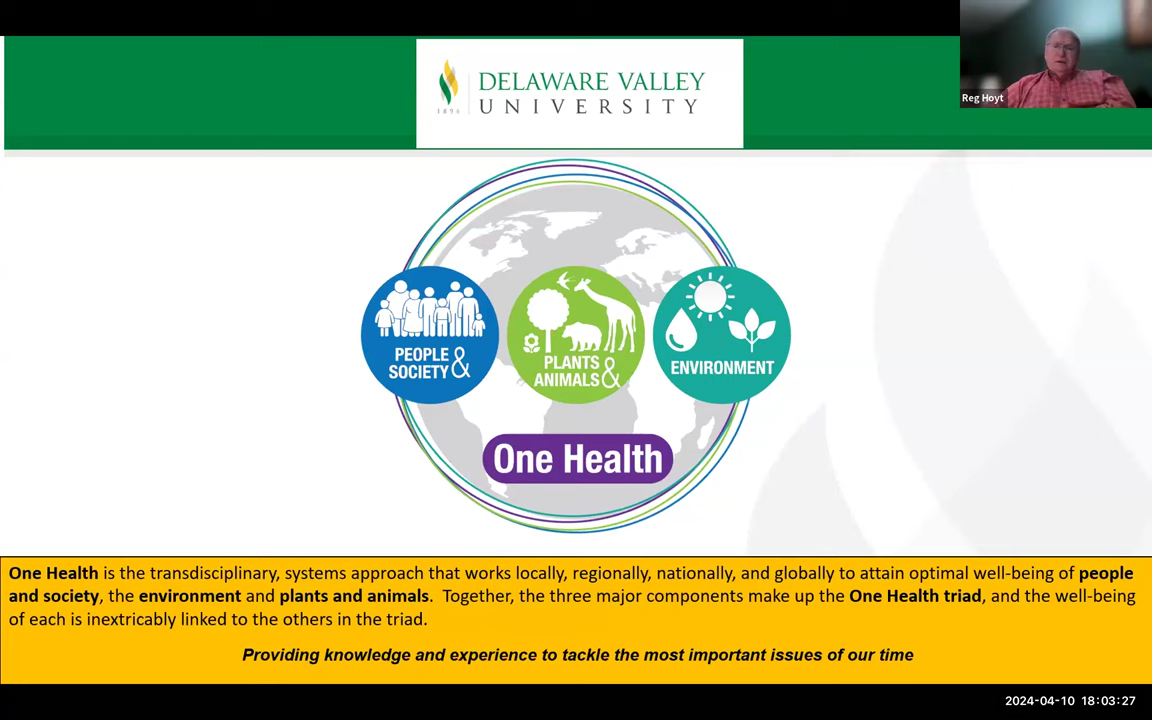 DELAWARE VALLEY
1896 UNIVERSITY
Reg Hoyt
PEOPLE &
SOCIETY
PLANTS &
ANIMALS
ENVIRONMENT
One Health
One Health is the transdisciplinary, systems approach that works locally, regionally, nationally, and globally to attain optimal well-being of people
and society, the environment and plants and animals. Together, the three major components make up the One Health triad, and the well-being
of each is inextricably linked to the others in the triad.
Providing knowledge and experience to tackle the most important issues of our time
2024-04-10 18:03:27